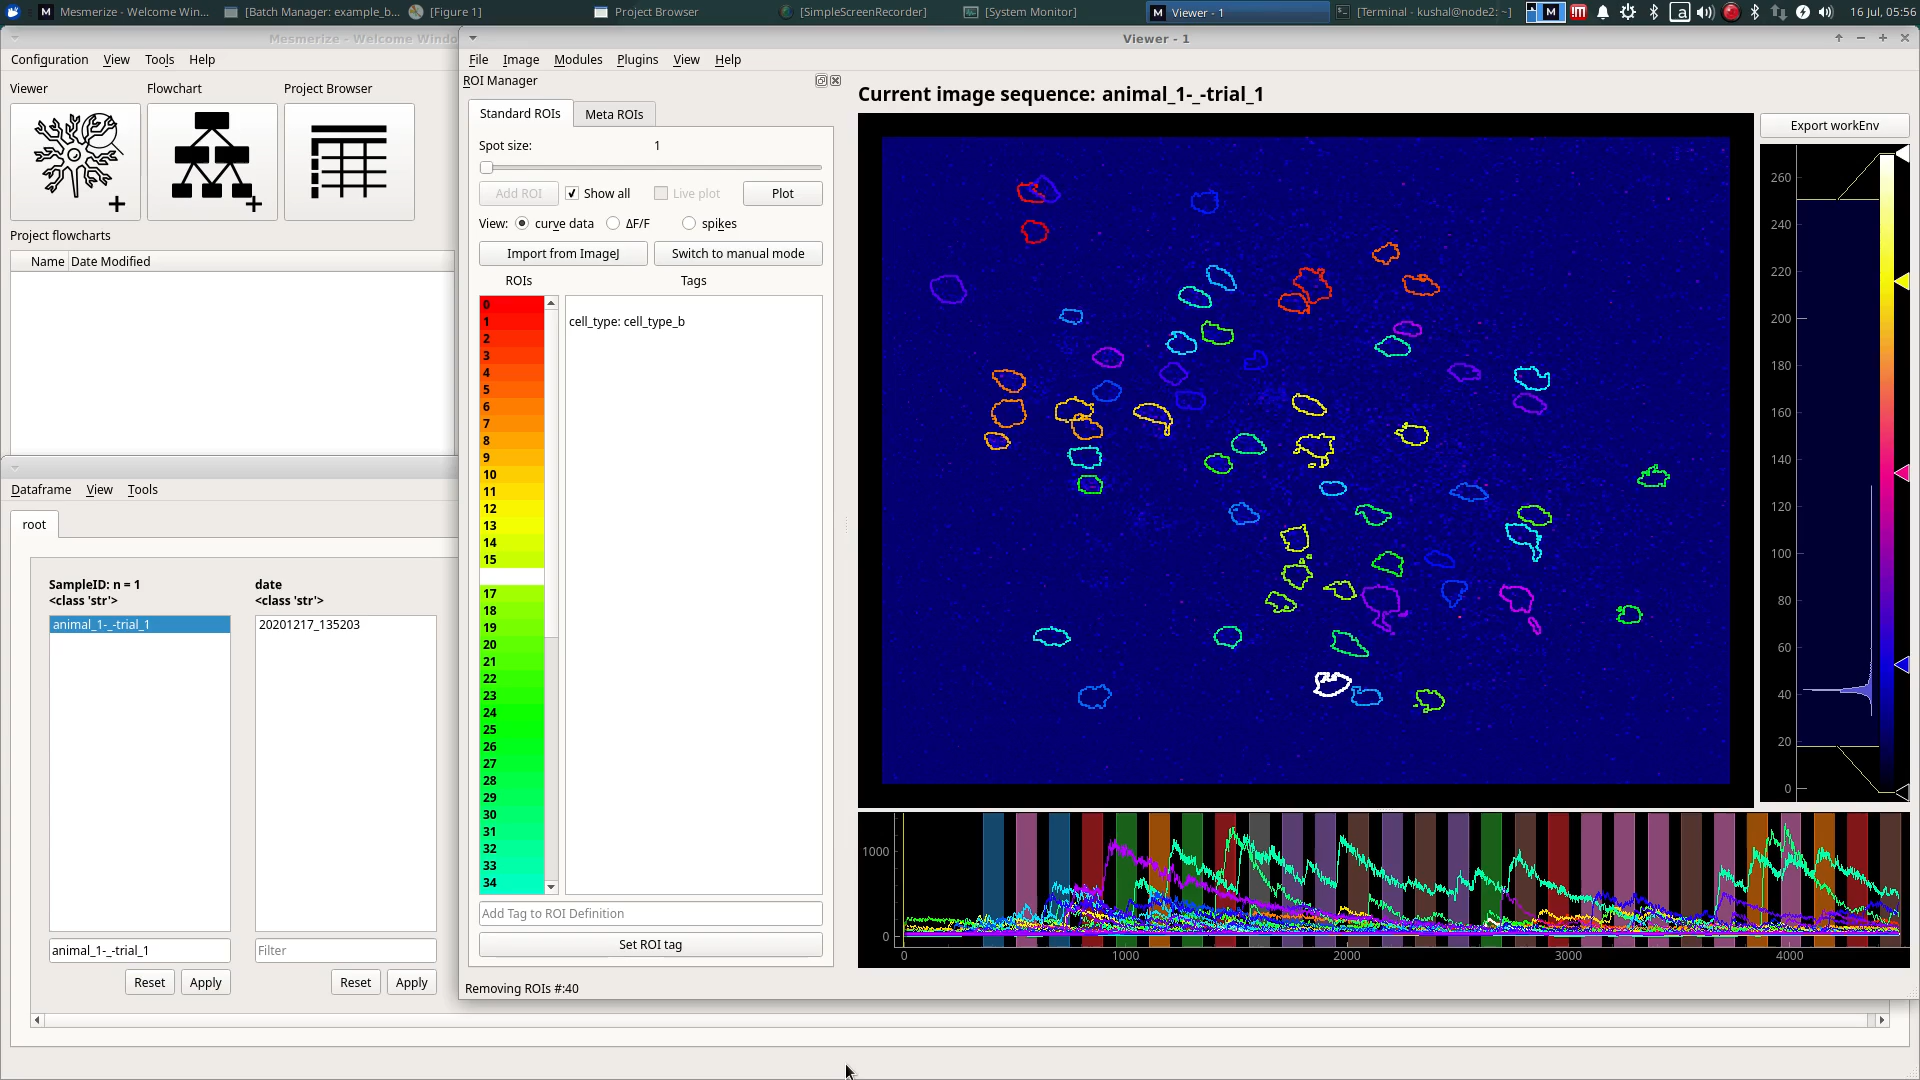 Mesmerize - Welcome Win...
[Batch Manager: example_b...
[Figure 1]
Project Browser
[SimpleScreenRecorder]
[System Monitor]
M Viewer - 1
[Terminal - kushal@node2: ~]
M
a
16 Jul, 05:56
Mesmerize - Welcome Windo
Configuration View Tools Help
Viewer
Flowchart
Project Browser
Project flowcharts
Name Date Modified
Dataframe View Tools
root
SampleID: n = 1
<class 'str'>
animal_1-_-trial_1
animal_1-_-trial_1
Reset Apply
date
<class 'str'>
20201217_135203
Filter
Reset Apply
Viewer - 1
File Image Modules Plugins View Help
ROI Manager
Standard ROIs Meta ROIs
Spot size: 1
Add ROI Show all Live plot Plot
View: curve data ΔF/F spikes
Import from ImageJ Switch to manual mode
ROIs Tags
0
1
2
3
4
5
6
7
8
9
10
11
12
13
14
15
17
18
19
20
21
22
23
24
25
26
27
28
29
30
31
32
33
34
cell_type: cell_type_b
Add Tag to ROI Definition
Set ROI tag
Removing ROIs #:40
Current image sequence: animal_1-_-trial_1
Export workEnv
260
240
220
200
180
160
140
120
100
80
60
40
20
0
1000
0
0 1000 2000 3000 4000